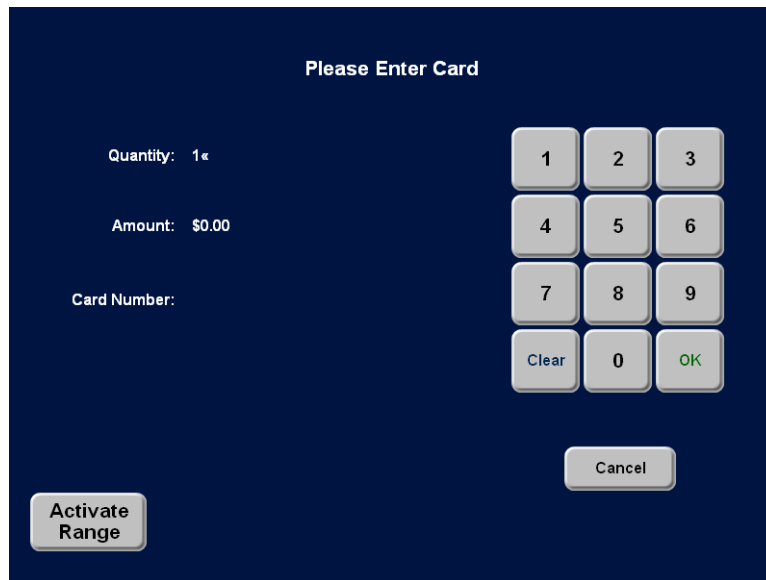 Please Enter Card
Quantity: 1«
1 2 3
Amount: $0.00
4 5 6
Card Number:
7 8 9
Clear 0 OK
Cancel
Activate
Range